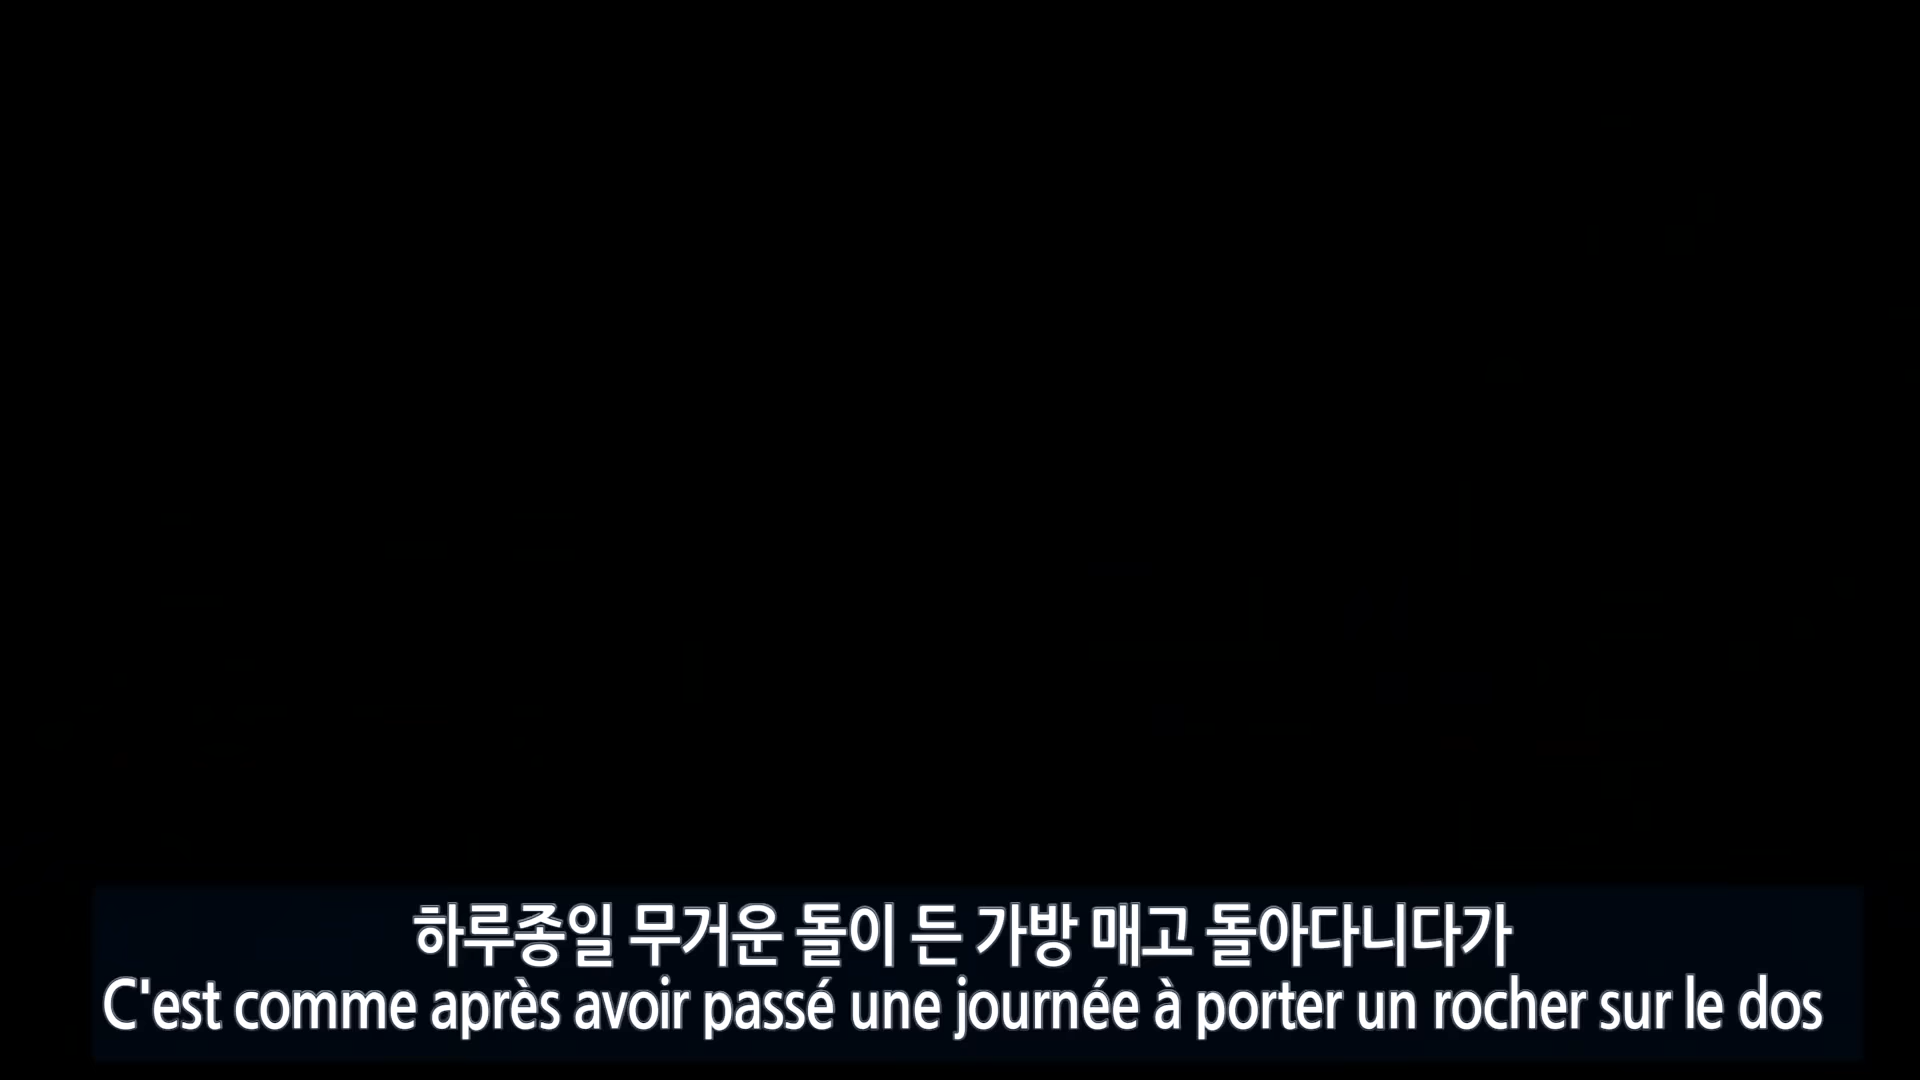 하루종일 무거운 돌이 든 가방 매고 돌아다니다가
C'est comme après avoir passé une journée à porter un rocher sur le dos